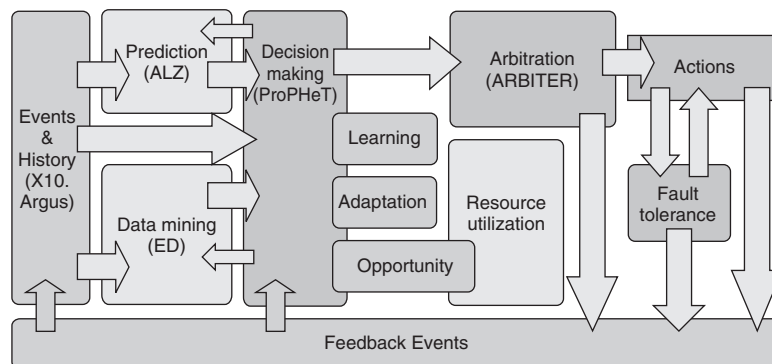 Events
&
History
(X10.
Argus)
Prediction
(ALZ)
Data mining
(ED)
Decision
making
(ProPHeT)
Learning
Adaptation
Opportunity
Arbitration
(ARBITER)
Resource
utilization
Actions
Fault
tolerance
Feedback Events